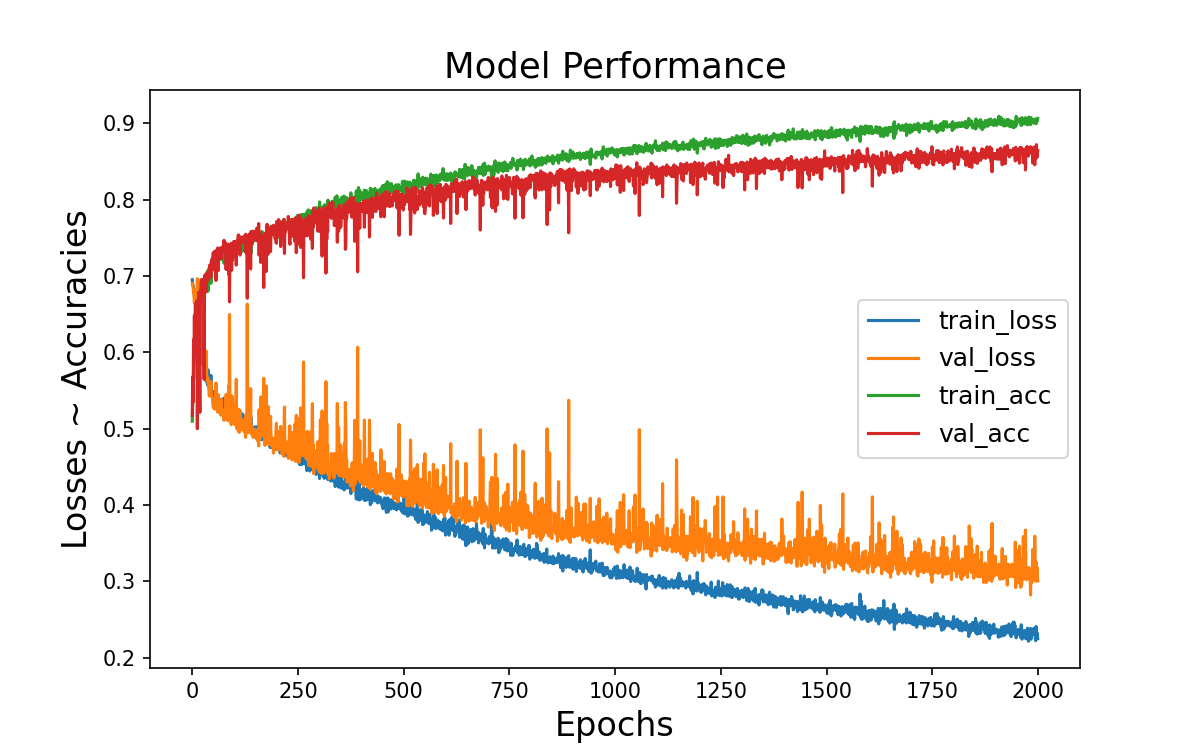 Model Performance
Losses ~ Accuracies
0.9
0.8
0.7
0.6
0.5
0.4
0.3
0.2
train_loss
val_loss
train_acc
val_acc
0 250 500 750 1000 1250 1500 1750 2000
Epochs